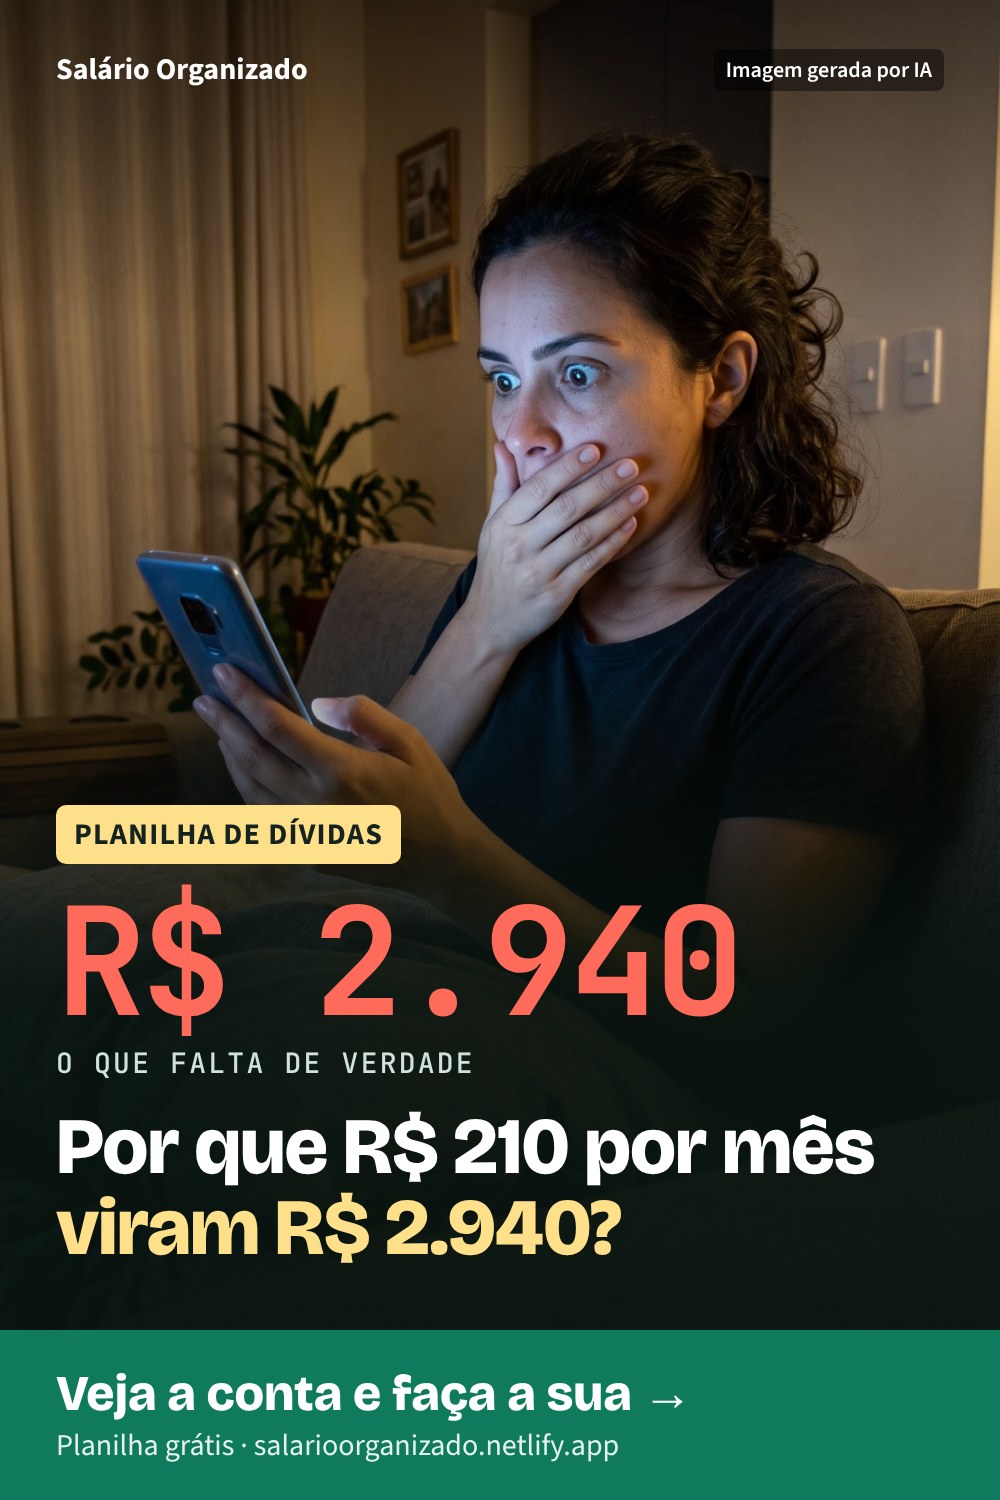 Salário Organizado
Imagem gerada por IA
PLANILHA DE DÍVIDAS
R$ 2.940
O QUE FALTA DE VERDADE
Por que R$ 210 por mês
viram R$ 2.940?
Veja a conta e faça a sua →
Planilha grátis · salarioorganizado.netlify.app